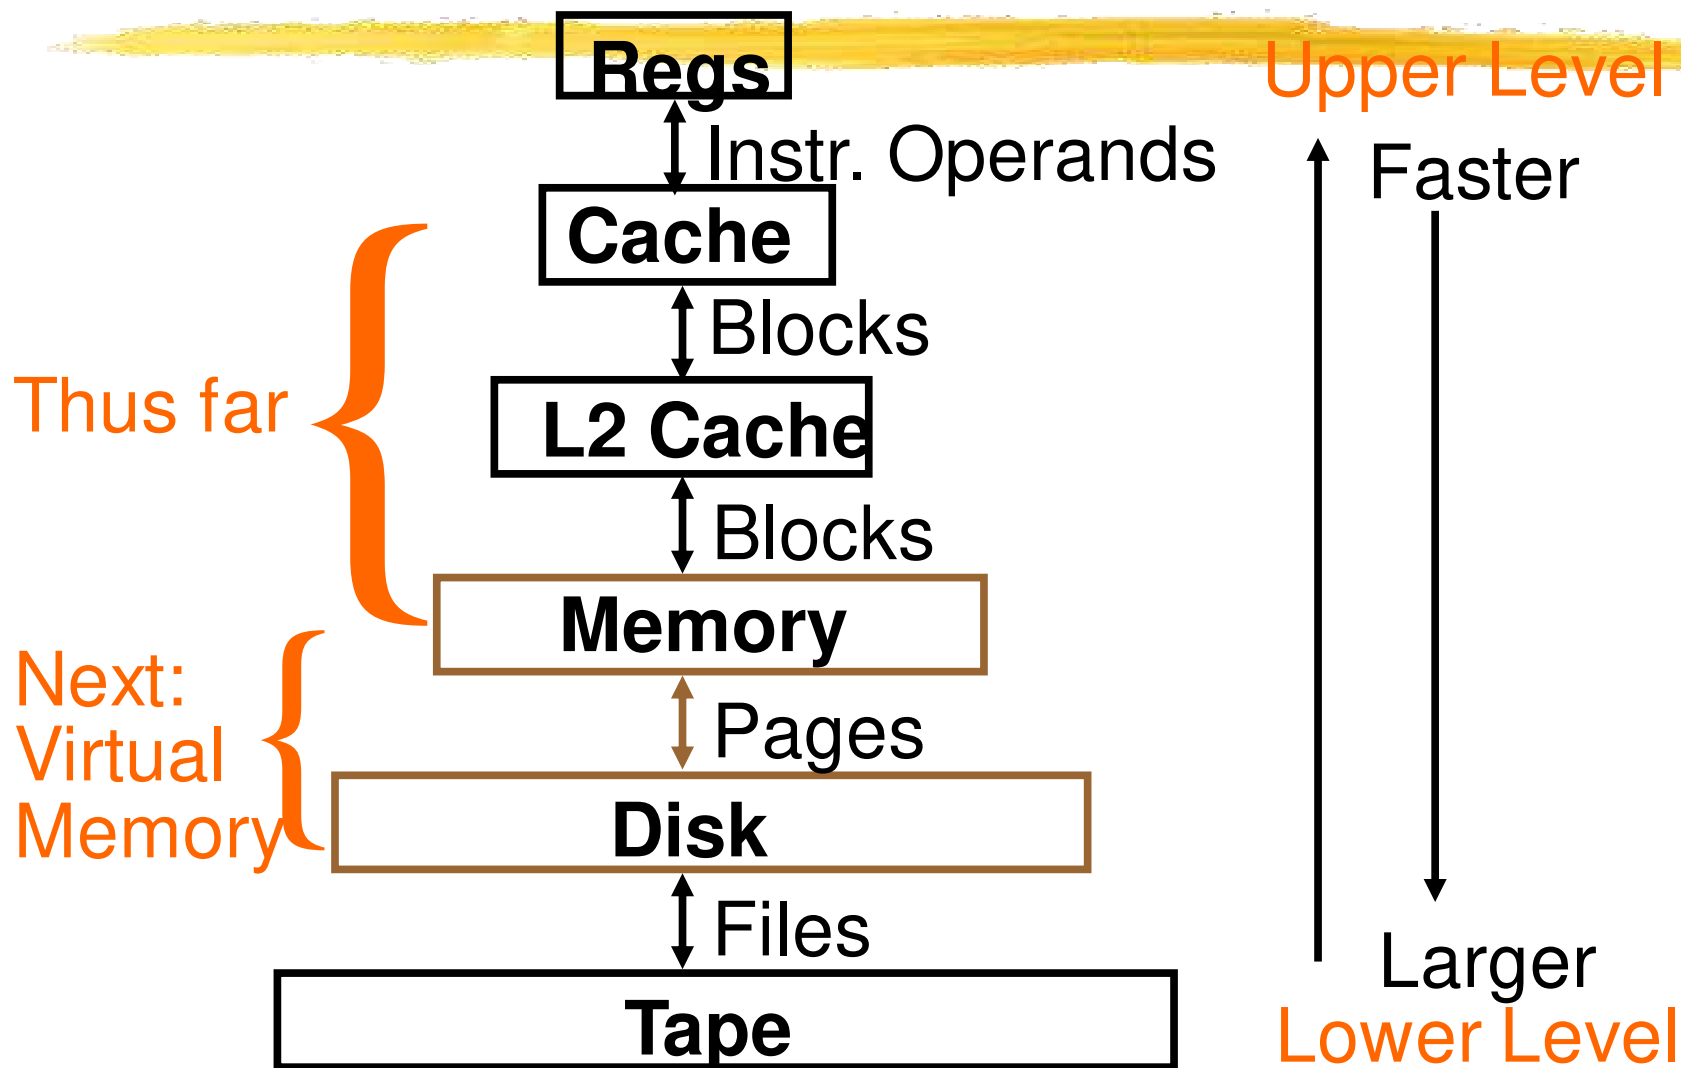 Regs
Upper Level
Instr. Operands
Faster
Cache
Blocks
Thus far
L2 Cache
Blocks
Memory
Next:
Virtual
Memory
Pages
Disk
Files
Larger
Tape
Lower Level